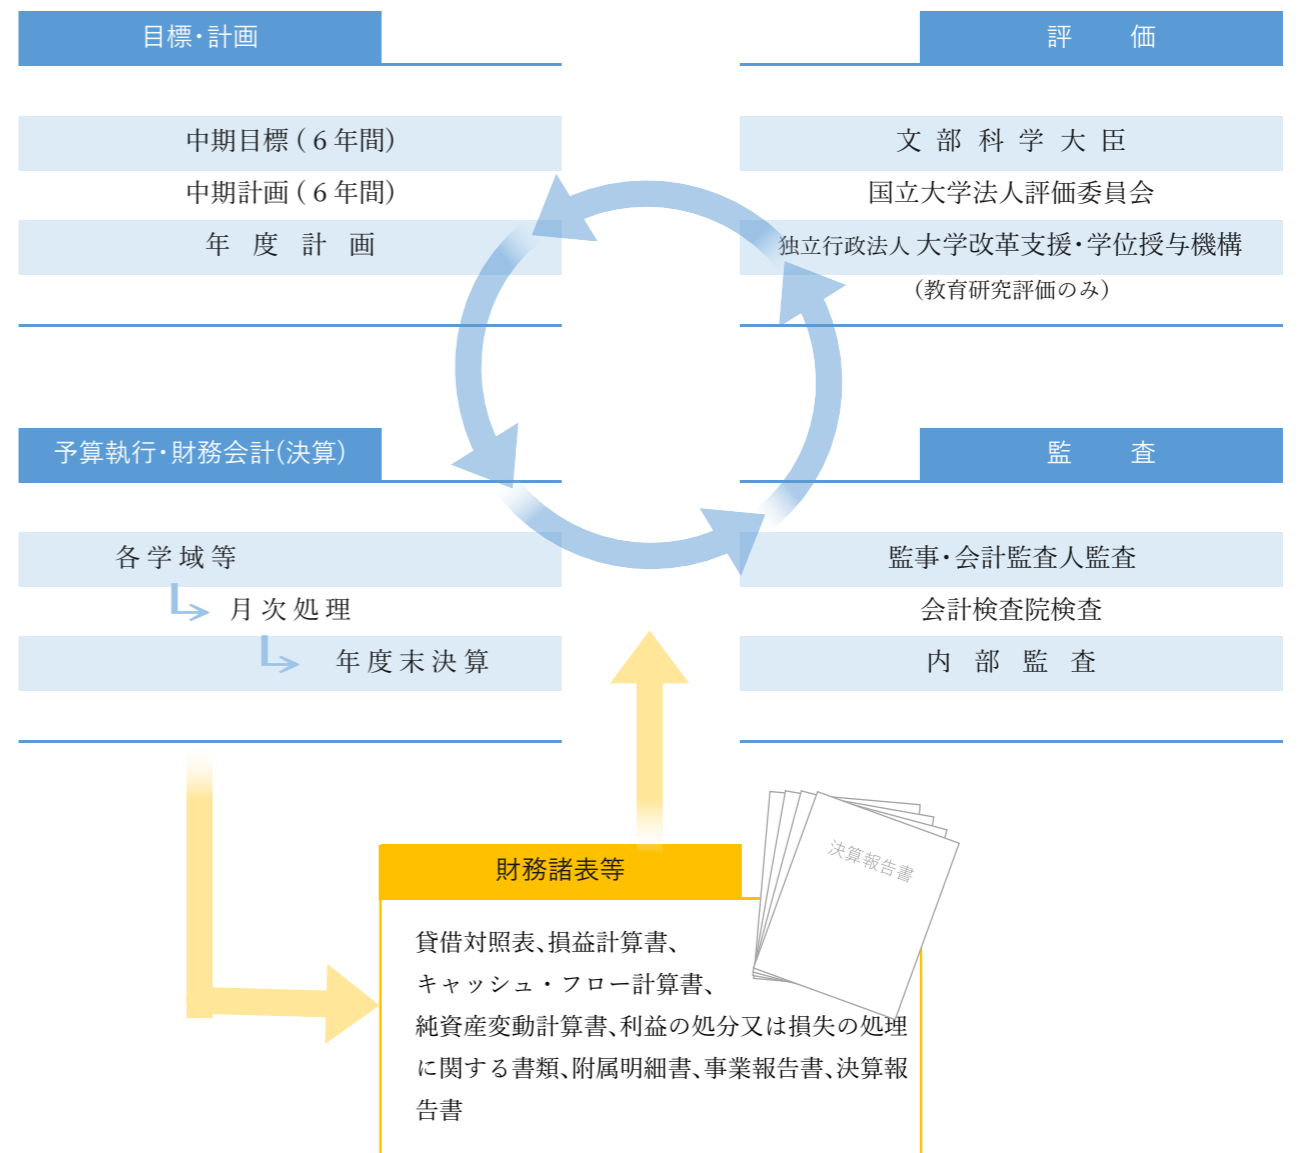 目標・計画
中期目標(６年間)
中期計画(６年間)
年度計画
評価
文部科学大臣
国立大学法人評価委員会
独立行政法人 大学改革支援・学位授与機構
（教育研究評価のみ）
予算執行・財務会計(決算)
各学域等
月次処理
年度末決算
監査
監事・会計監査人監査
会計検査院検査
内部監査
財務諸表等
決算報告書
貸借対照表、損益計算書、
キャッシュ・フロー計算書、
純資産変動計算書、利益の処分又は損失の処理
に関する書類、附属明細書、事業報告書、決算報
告書